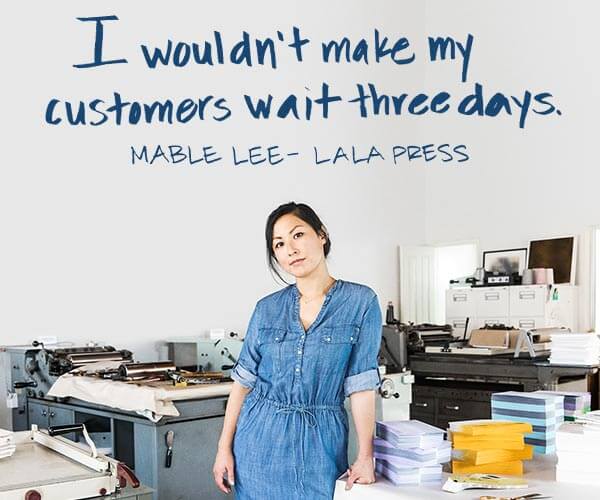 I wouldn't make my
customers wait three days.
MABLE LEE- LALA PRESS